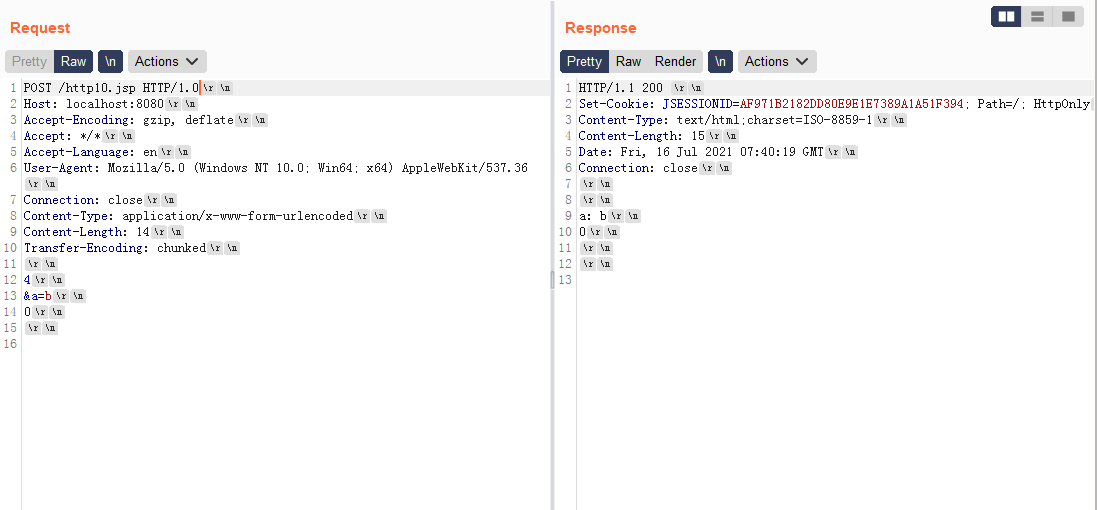 Request
Pretty Raw \n Actions
1 POST /http10.jsp HTTP/1.0 \r \n
2 Host: localhost:8080 \r \n
3 Accept-Encoding: gzip, deflate \r \n
4 Accept: */* \r \n
5 Accept-Language: en \r \n
6 User-Agent: Mozilla/5.0 (Windows NT 10.0; Win64; x64) AppleWebKit/537.36
\r \n
7 Connection: close \r \n
8 Content-Type: application/x-www-form-urlencoded \r \n
9 Content-Length: 14 \r \n
10 Transfer-Encoding: chunked \r \n
11 \r \n
12 4 \r \n
13 &a=b \r \n
14 0 \r \n
15 \r \n
16
Response
Pretty Raw Render \n Actions
1 HTTP/1.1 200 \r \n
2 Set-Cookie: JSESSIONID=AF971B2182DD80E9E1E7389A1A51F394; Path=/; HttpOnly
3 Content-Type: text/html;charset=ISO-8859-1 \r \n
4 Content-Length: 15 \r \n
5 Date: Fri, 16 Jul 2021 07:40:19 GMT \r \n
6 Connection: close \r \n
7 \r \n
8 \r \n
9 a: b \r \n
10 0 \r \n
11 \r \n
12 \r \n
13